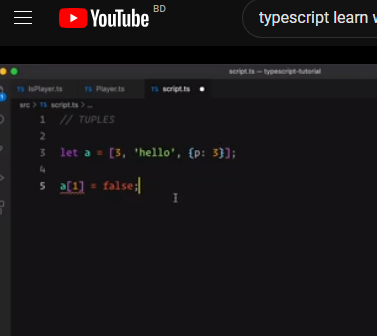 YouTube BD
typescript learn
script.ts — typescript-tutorial
TS IsPlayer.ts TS Player.ts TS script.ts
src > TS script.ts > ...
1 // TUPLES
2
3 let a = [3, 'hello', {p: 3}];
4
5 a[1] = false;